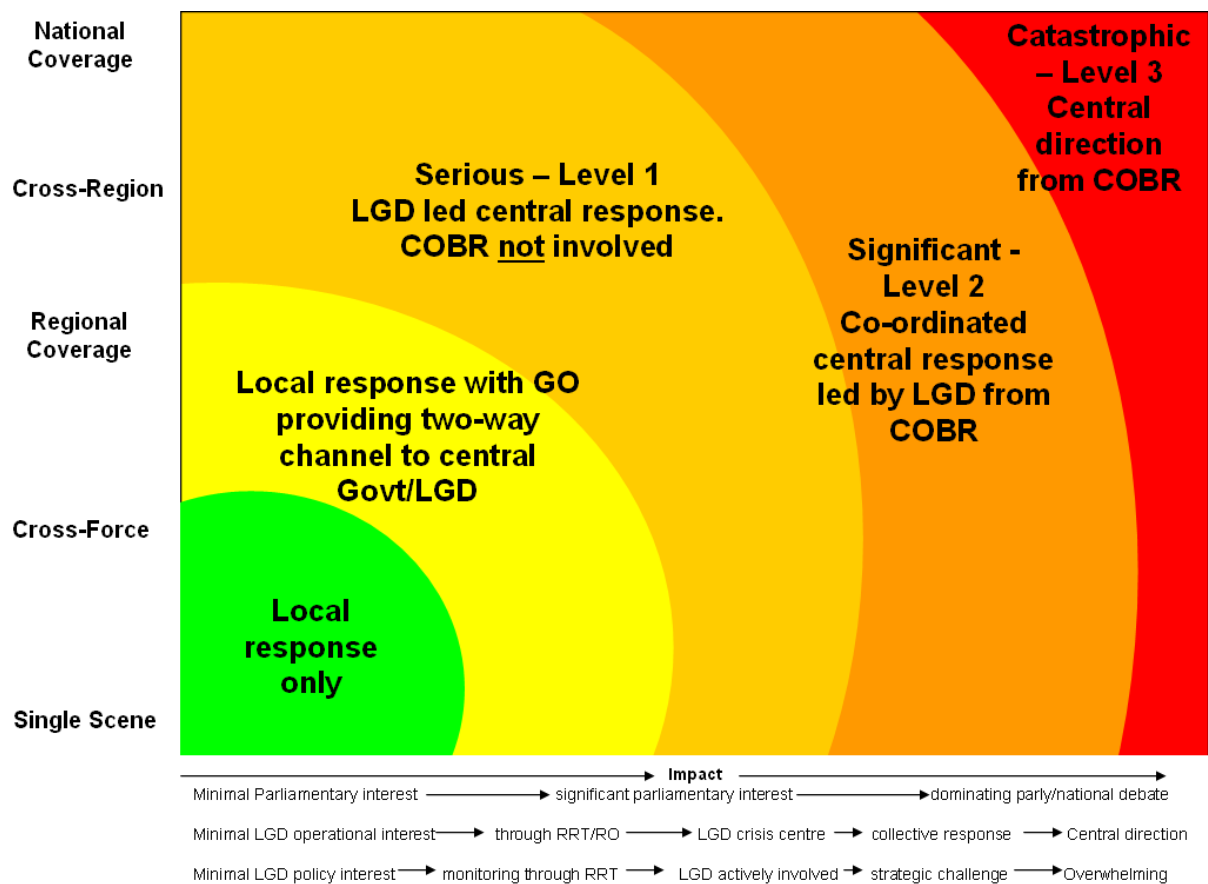 National
Coverage
Catastrophic
– Level 3
Central
direction
from COBR
Cross-Region
Serious – Level 1
LGD led central response.
COBR not involved
Significant -
Level 2
Co-ordinated
central response
led by LGD from
COBR
Regional
Coverage
Local response with GO
providing two-way
channel to central
Govt/LGD
Cross-Force
Local
response
only
Single Scene
Impact
Minimal Parliamentary interest significant parliamentary interest dominating parly/national debate
Minimal LGD operational interest through RRT/RO LGD crisis centre collective response Central direction
Minimal LGD policy interest monitoring through RRT LGD actively involved strategic challenge Overwhelming